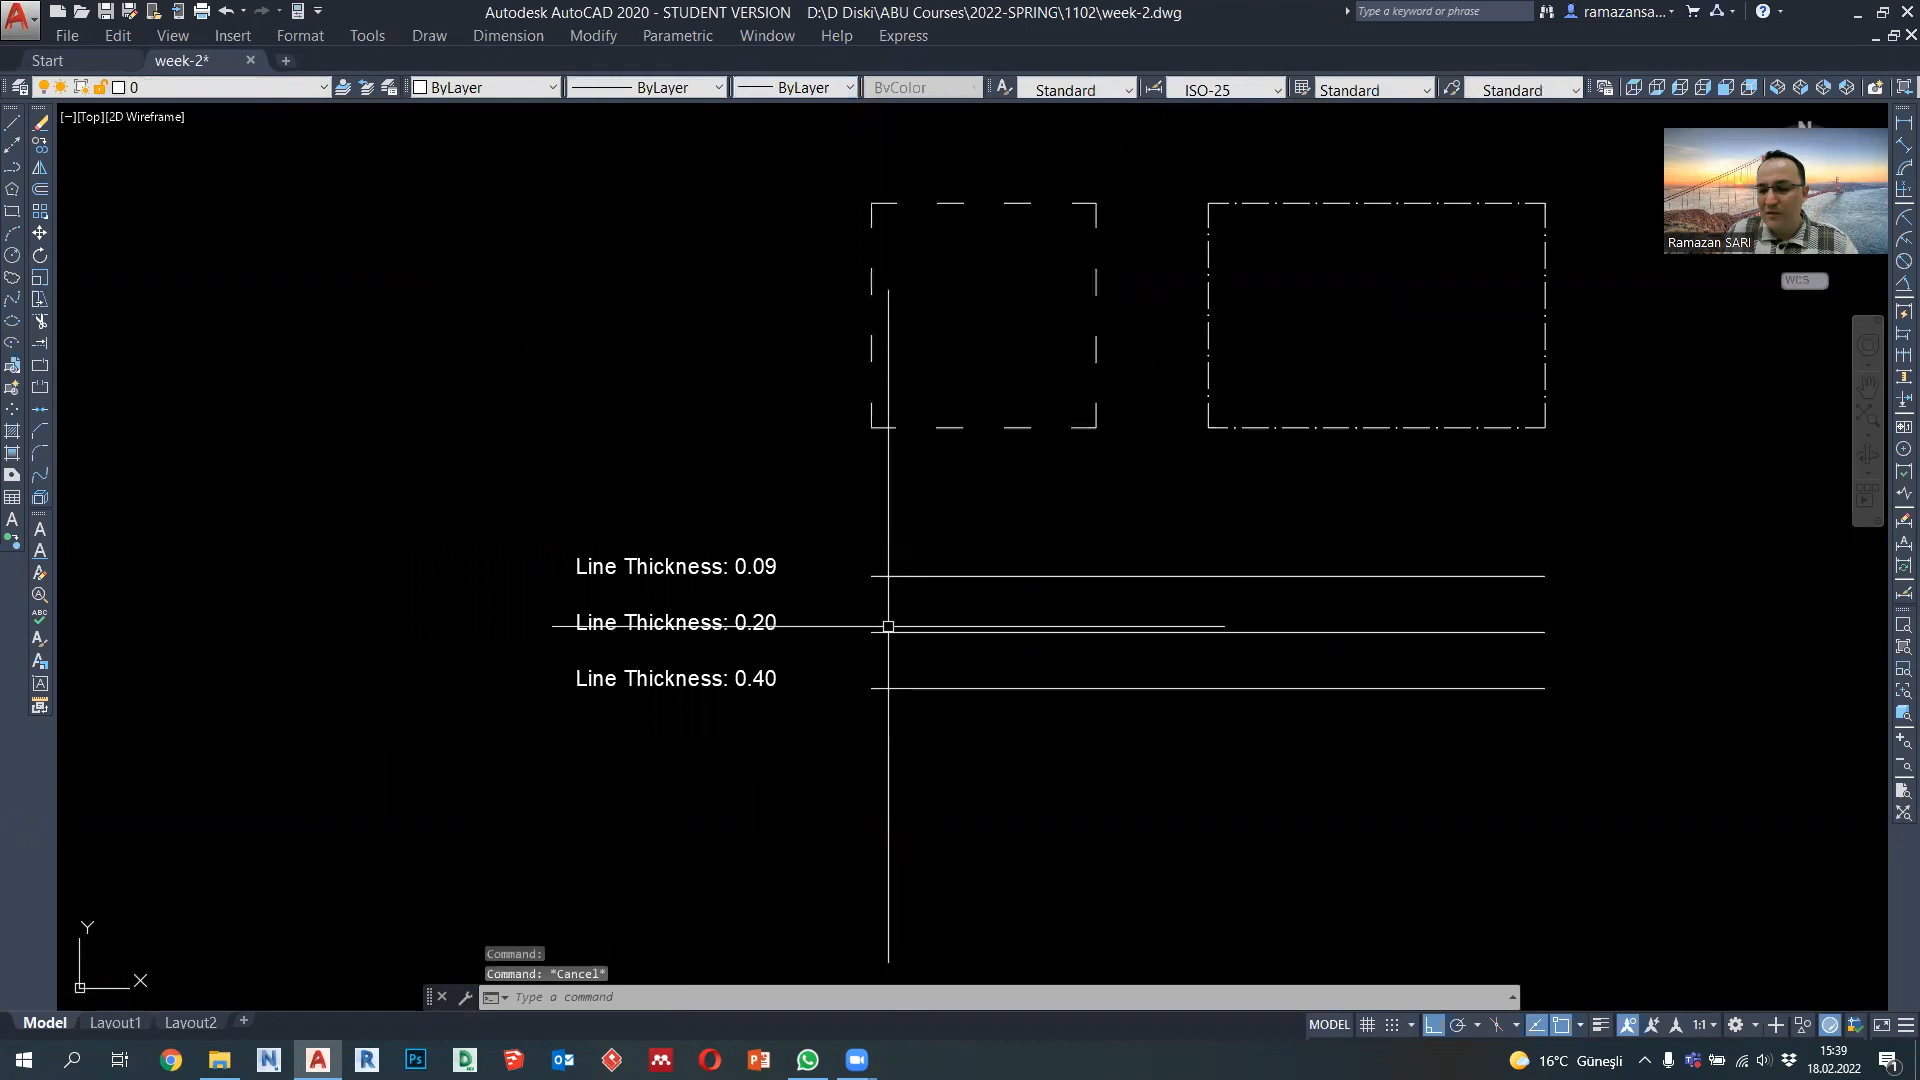 Autodesk AutoCAD 2020 - STUDENT VERSION D:\D Diski\ABU Courses\2022-SPRING\1102\week-2.dwg
Type a keyword or phrase
ramazansa...
File Edit View Insert Format Tools Draw Dimension Modify Parametric Window Help Express
Start week-2*
0 ByLayer ByLayer ByLayer ByColor Standard ISO-25 Standard Standard
[−][Top][2D Wireframe]
N
Ramazan SARI
WCS
Line Thickness: 0.09
Line Thickness: 0.20
Line Thickness: 0.40
ABC
Y
X
Command:
Command: *Cancel*
Type a command
Model Layout1 Layout2
MODEL 1:1
16°C Güneşli
15:39
18.02.2022